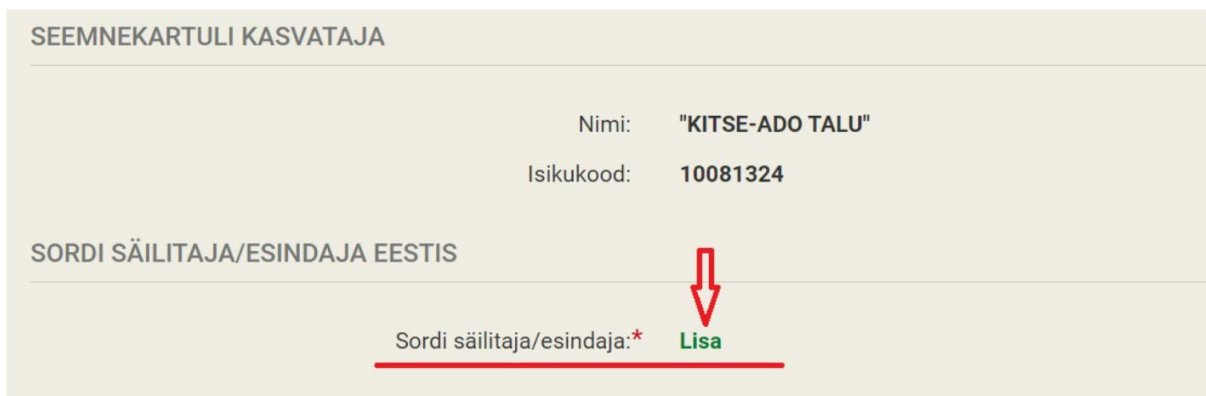 SEEMNEKARTULI KASVATAJA
Nimi: "KITSE-ADO TALU"
Isikukood: 10081324
SORDI SÄILITAJA/ESINDAJA EESTIS
Sordi säilitaja/esindaja:* Lisa